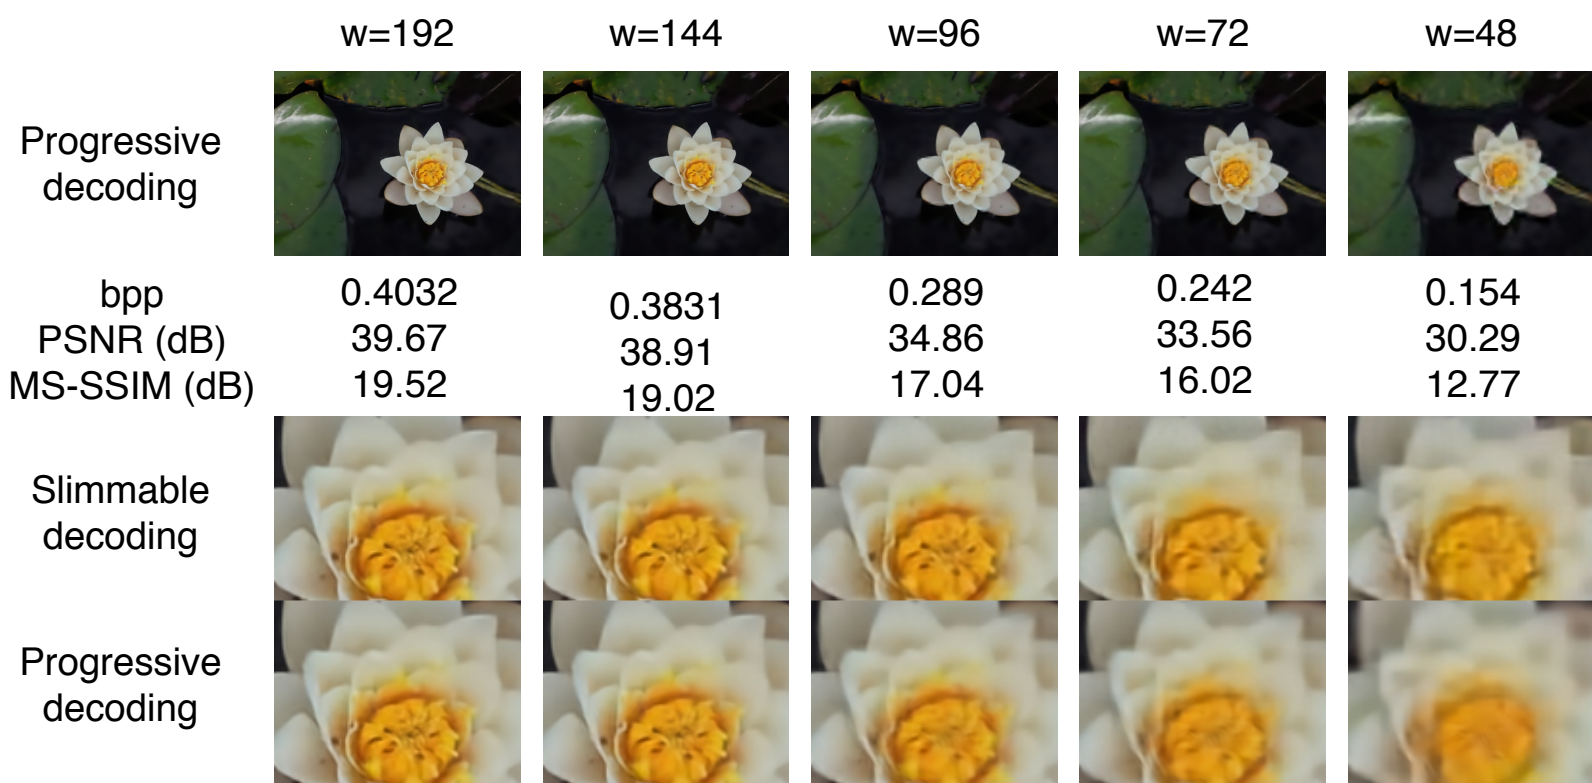 w=192 w=144 w=96 w=72 w=48
Progressive
decoding
bpp 0.4032 0.3831 0.289 0.242 0.154
PSNR (dB) 39.67 38.91 34.86 33.56 30.29
MS-SSIM (dB) 19.52 19.02 17.04 16.02 12.77
Slimmable
decoding
Progressive
decoding